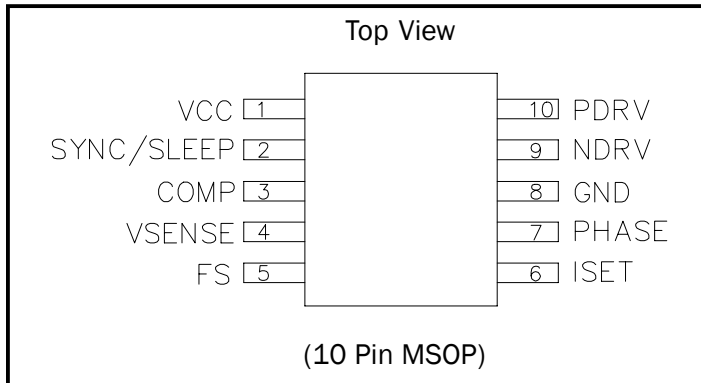 Top View
VCC 1 10 PDRV
SYNC/SLEEP 2 9 NDRV
COMP 3 8 GND
VSENSE 4 7 PHASE
FS 5 6 ISET
(10 Pin MSOP)